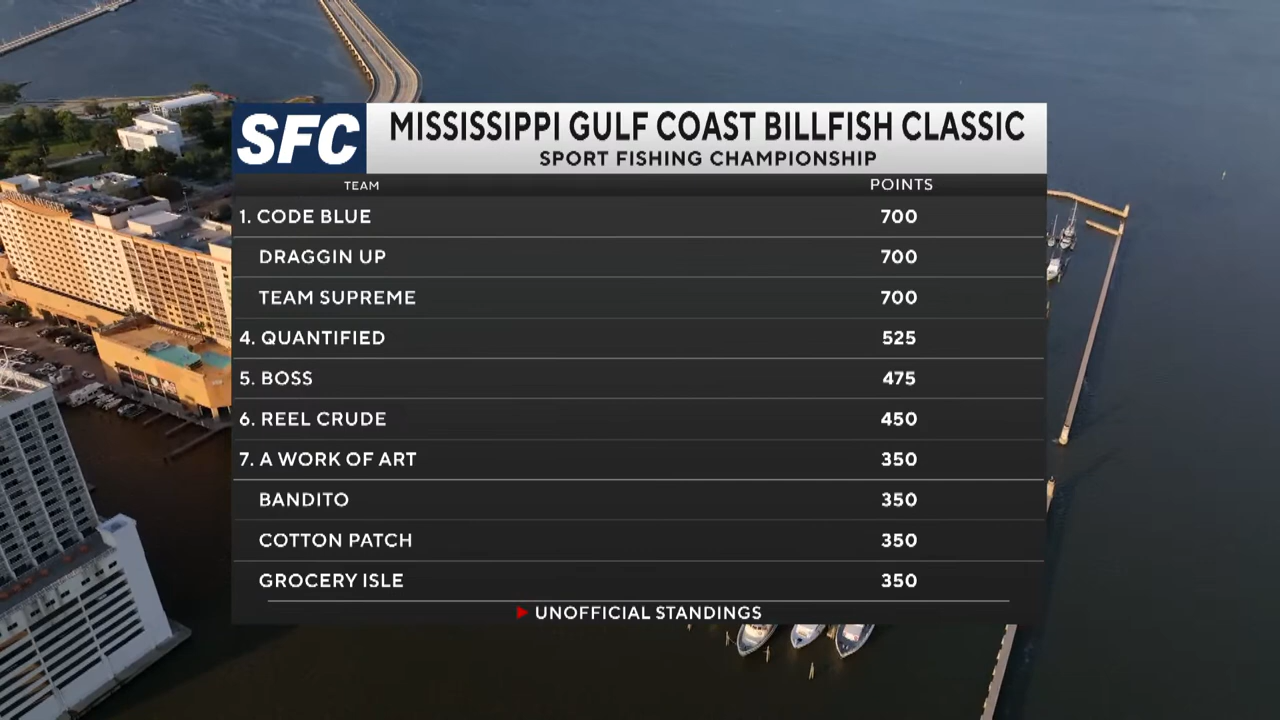 SFC
MISSISSIPPI GULF COAST BILLFISH CLASSIC
SPORT FISHING CHAMPIONSHIP
TEAM POINTS
1. CODE BLUE 700
DRAGGIN UP 700
TEAM SUPREME 700
4. QUANTIFIED 525
5. BOSS 475
6. REEL CRUDE 450
7. A WORK OF ART 350
BANDITO 350
COTTON PATCH 350
GROCERY ISLE 350
UNOFFICIAL STANDINGS